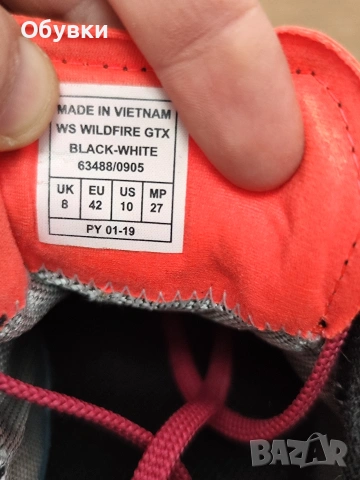 Обувки
MADE IN VIETNAM
WS WILDFIRE GTX
BLACK-WHITE
63488/0905
UK EU US MP
8 42 10 27
PY 01-19
BAZAR